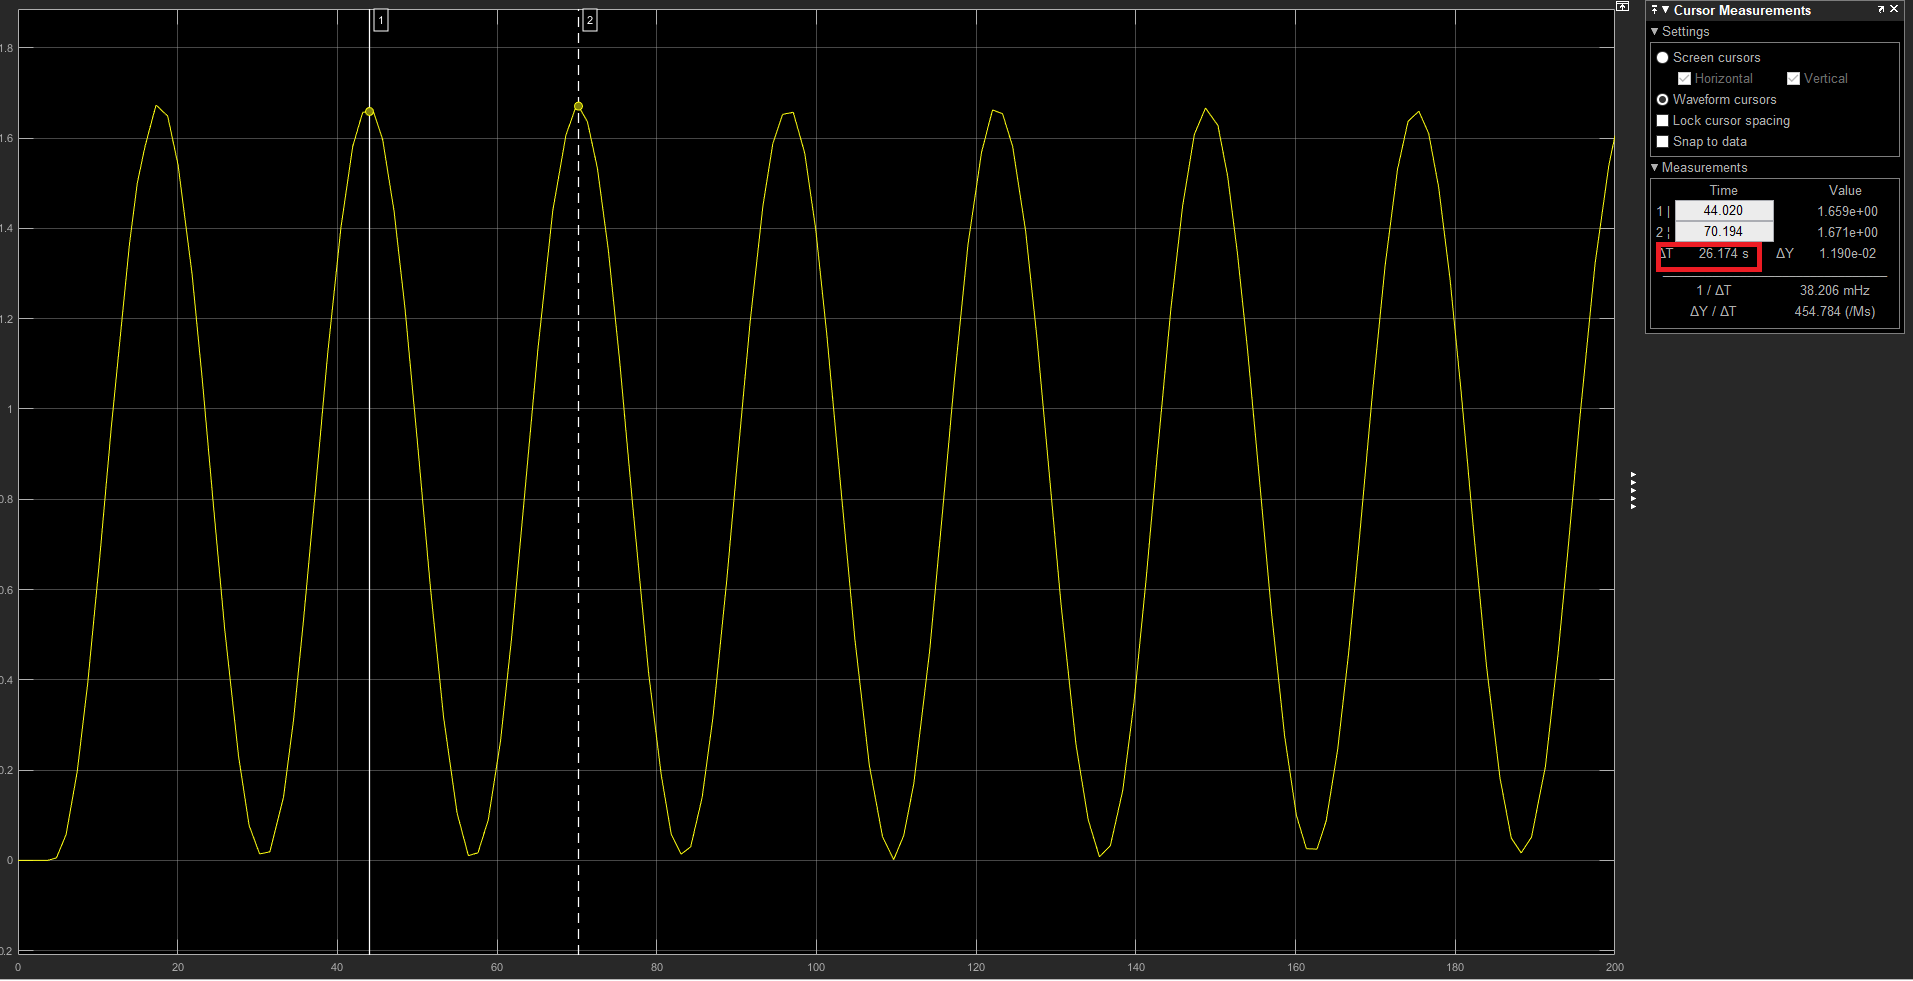 Cursor Measurements
Settings
Screen cursors
Horizontal Vertical
Waveform cursors
Lock cursor spacing
Snap to data
Measurements
Time Value
1 | 44.020 1.659e+00
2 ¦ 70.194 1.671e+00
ΔT 26.174 s ΔY 1.190e-02
1 / ΔT 38.206 mHz
ΔY / ΔT 454.784 (/Ms)
1 2
1.8
1.6
1.4
1.2
1
0.8
0.6
0.4
0.2
0
0.2
0 20 40 60 80 100 120 140 160 180 200